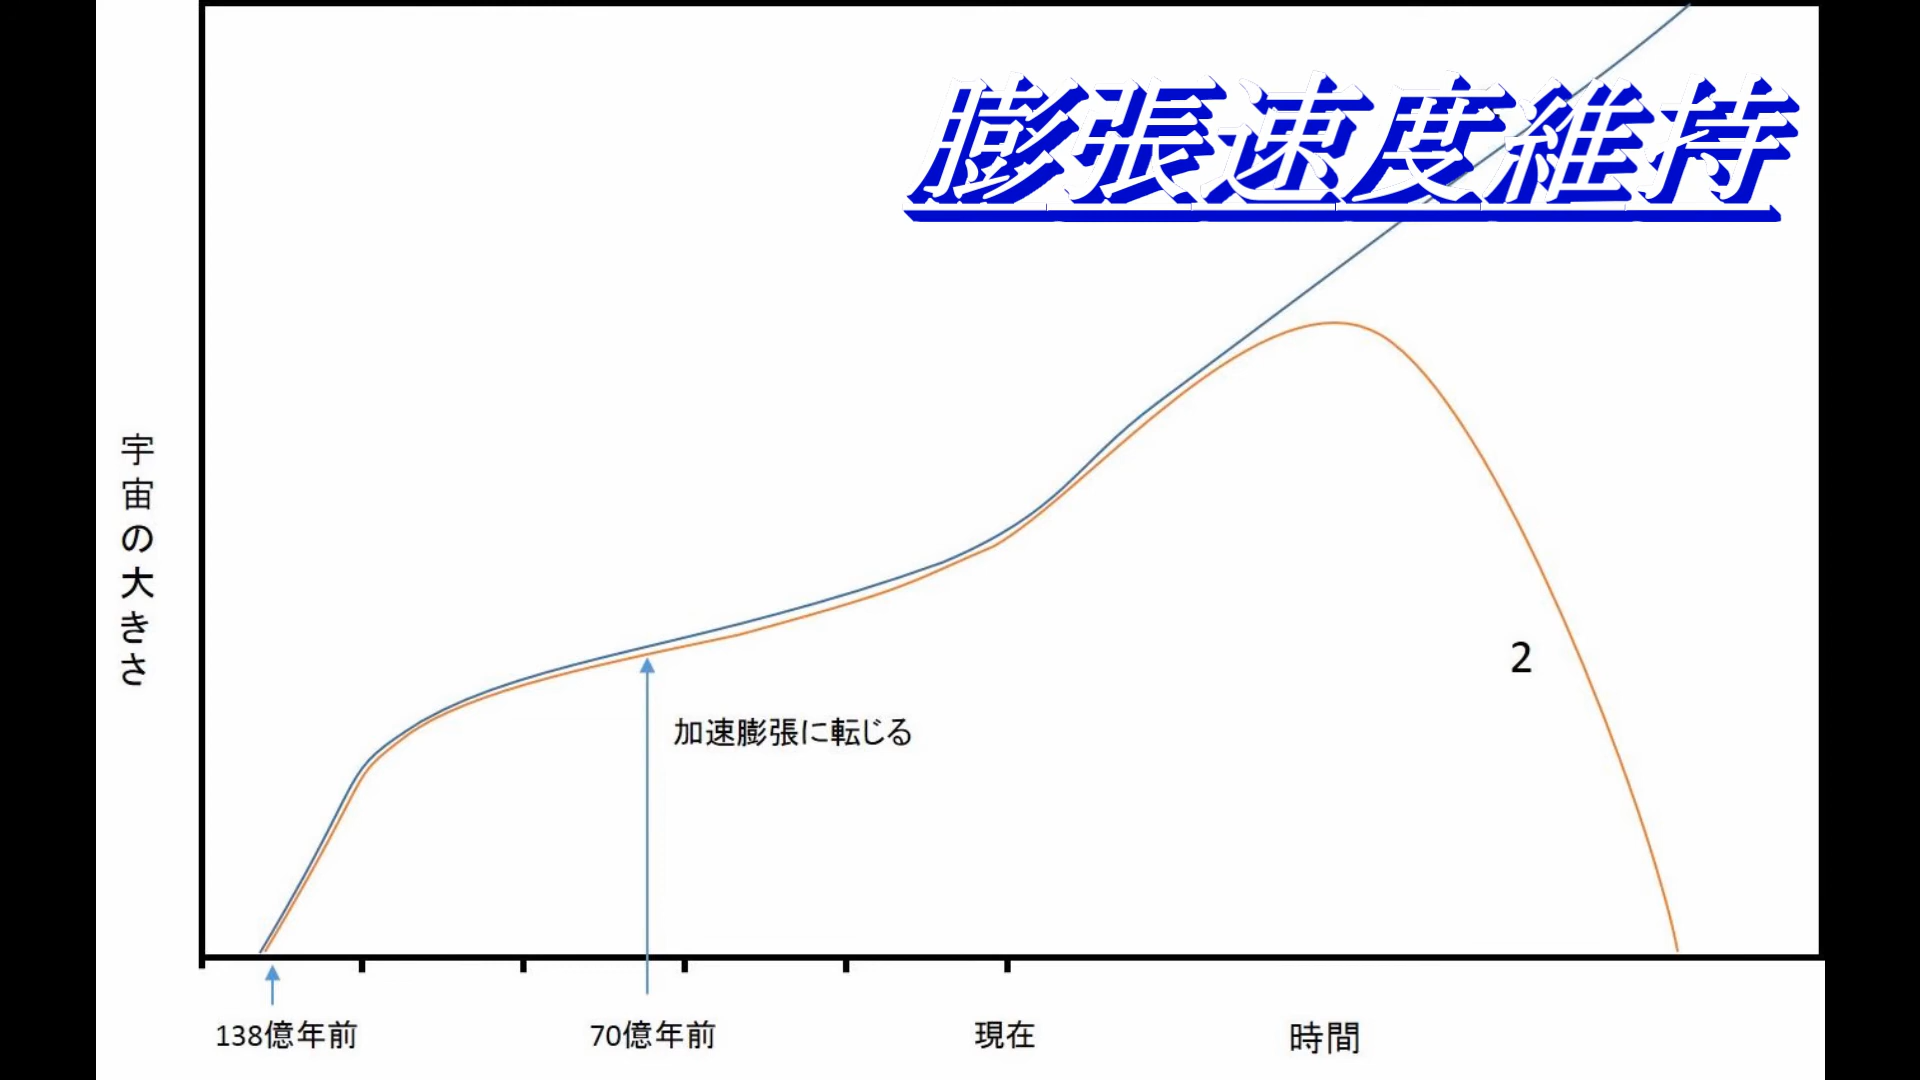 膨張速度維持
宇宙の大きさ
2
加速膨張に転じる
138億年前
70億年前
現在
時間